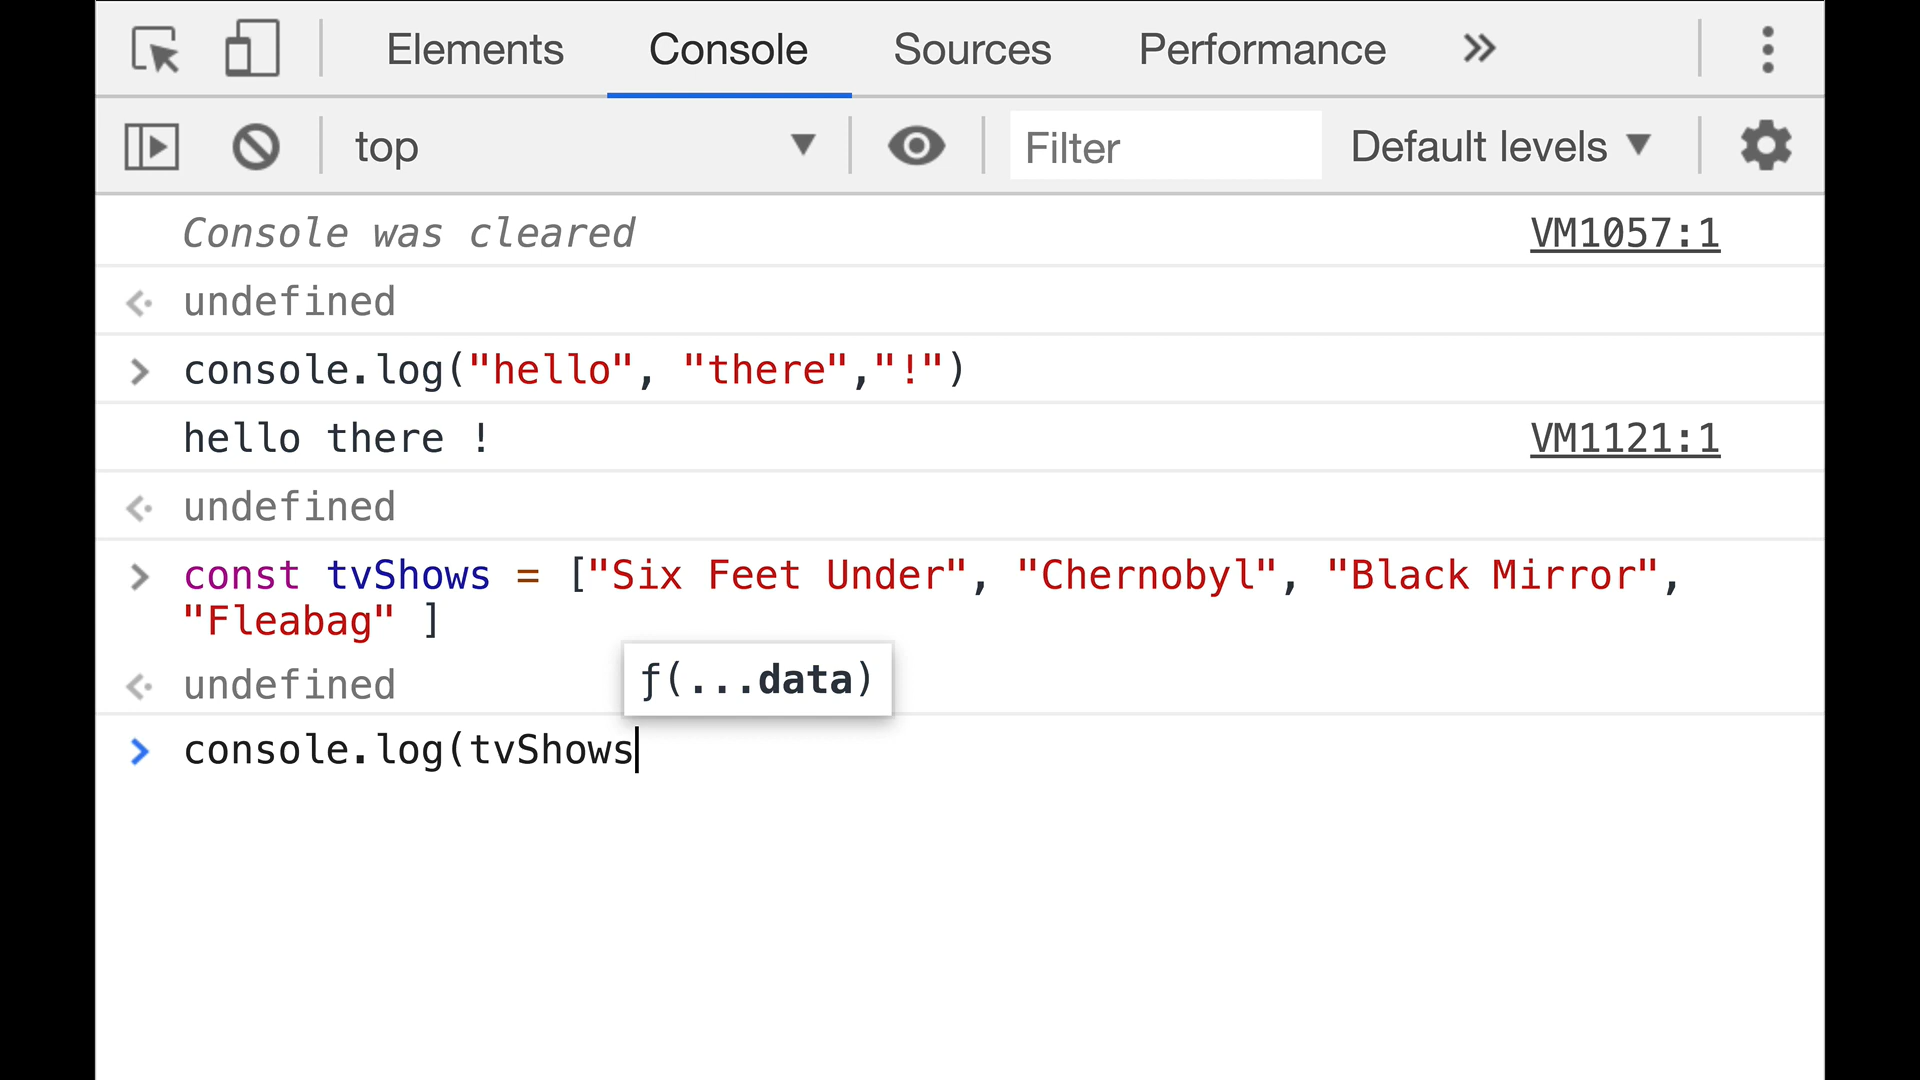 Elements Console Sources Performance »
top Filter Default levels
Console was cleared VM1057:1
undefined
console.log("hello", "there","!")
hello there ! VM1121:1
undefined
const tvShows = ["Six Feet Under", "Chernobyl", "Black Mirror",
"Fleabag" ]
ƒ(...data)
undefined
console.log(tvShows